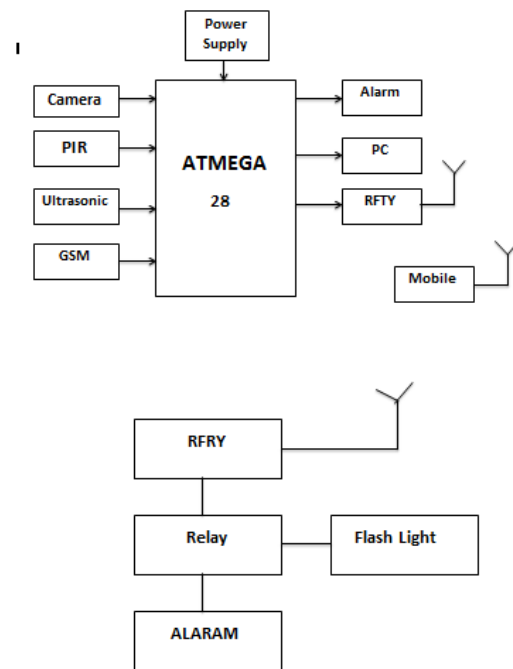 Power
Supply
Camera
PIR
Ultrasonic
GSM
ATMEGA
28
Alarm
PC
RFTY
Mobile
RFRY
Relay
Flash Light
ALARAM